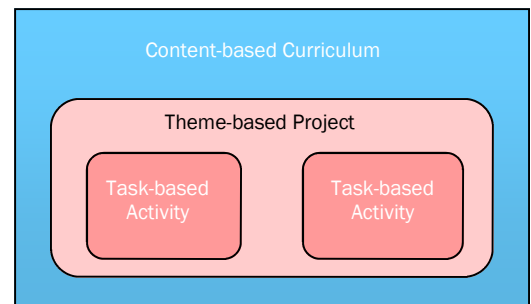 Content-based Curriculum
Theme-based Project
Task-based
Activity
Task-based
Activity